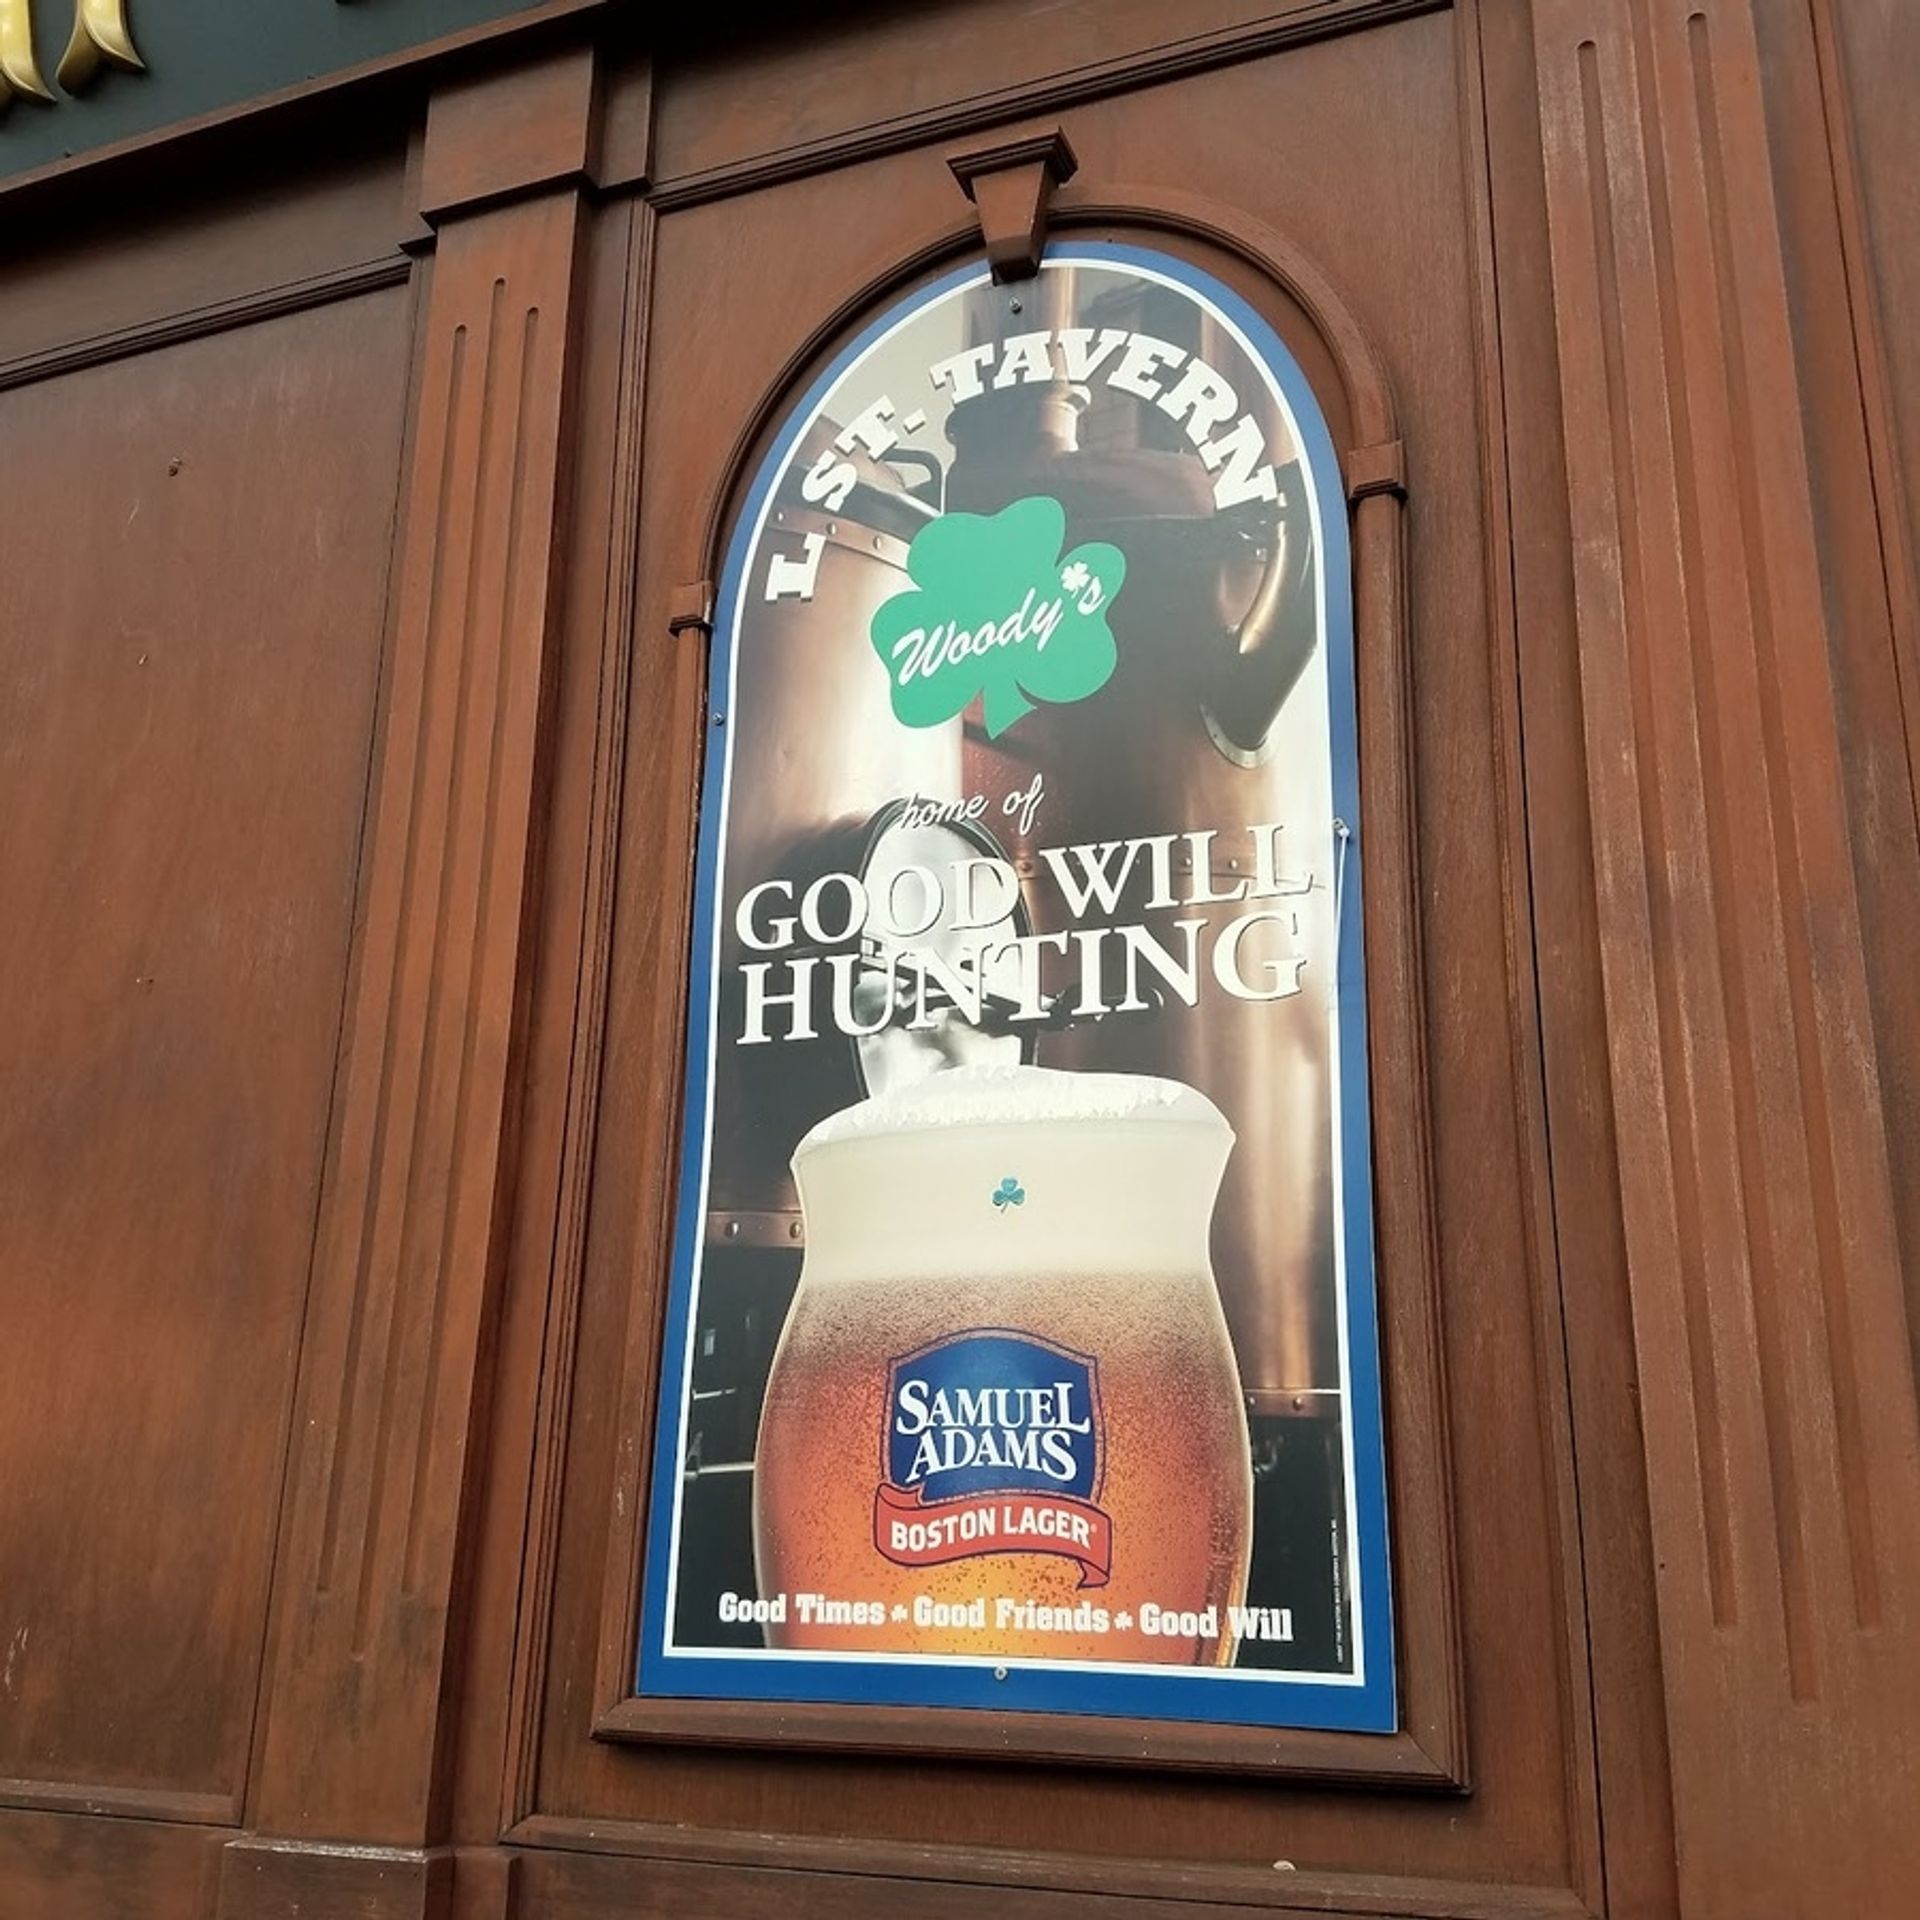 L ST. TAVERN
Woody's
home of
GOOD WILL
HUNTING
SAMUEL
ADAMS
BOSTON LAGER®
Good Times ☘ Good Friends ☘ Good Will